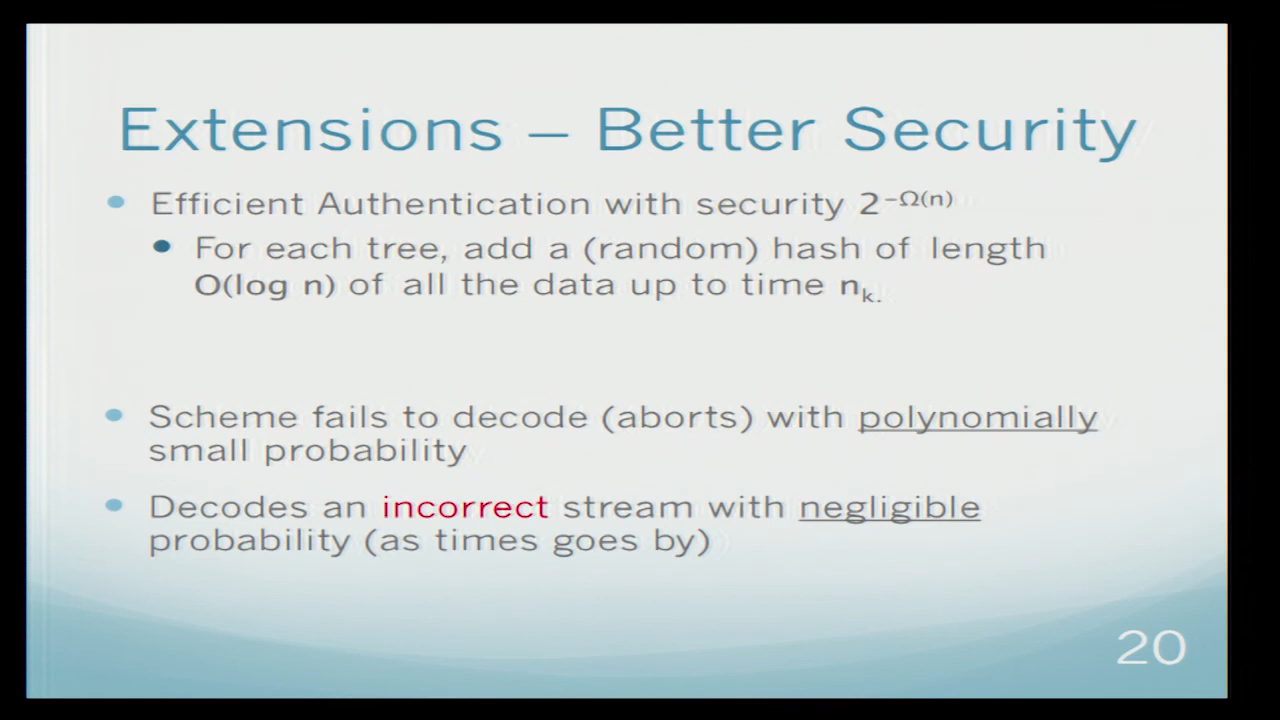 Extensions – Better Security
Efficient Authentication with security 2^-Ω(n)
For each tree, add a (random) hash of length
O(log n) of all the data up to time n_k.
Scheme fails to decode (aborts) with polynomially
small probability
Decodes an incorrect stream with negligible
probability (as times goes by)
20